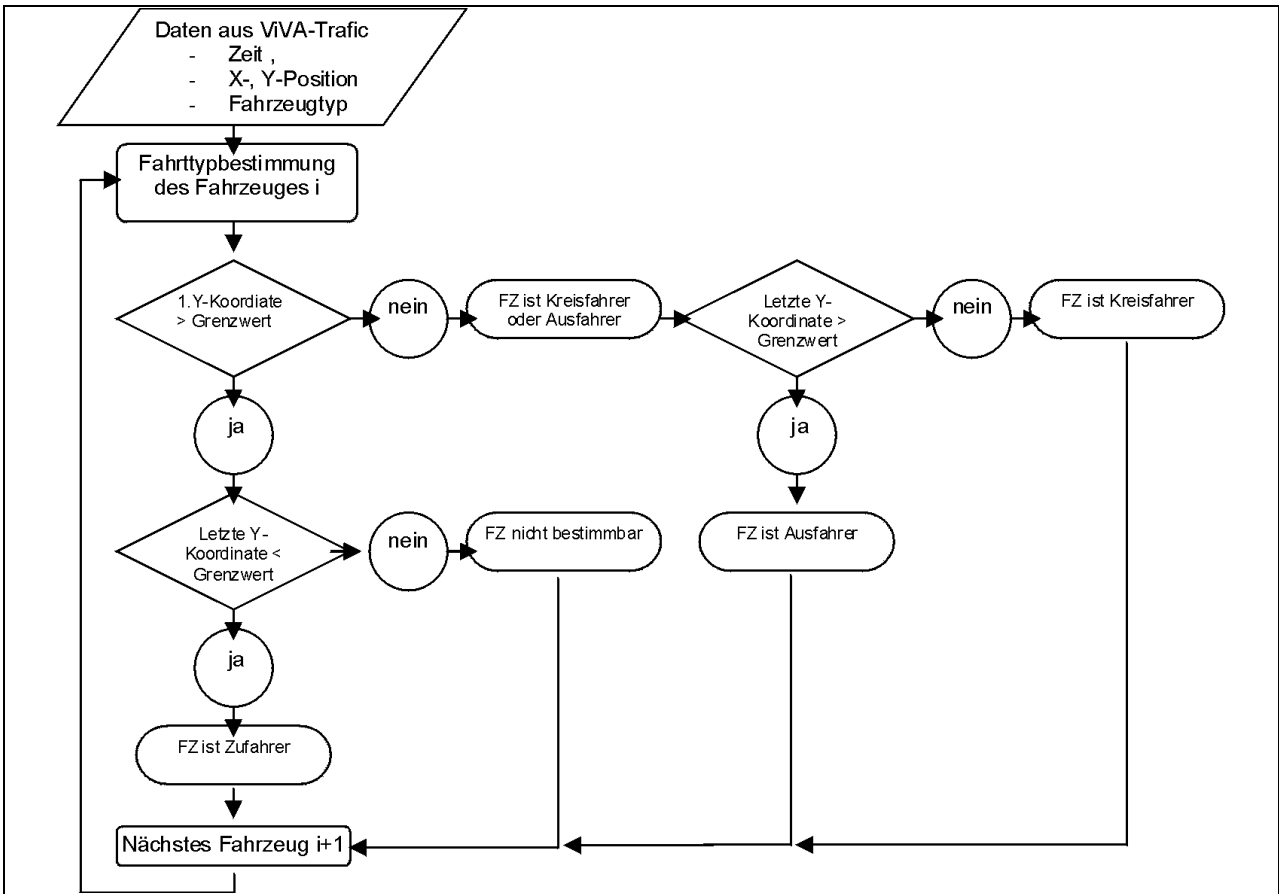 Daten aus ViVA-Trafic
- Zeit ,
- X-, Y-Position
- Fahrzeugtyp
Fahrttypbestimmung
des Fahrzeuges i
1.Y-Koordiate
> Grenzwert
nein
FZ ist Kreisfahrer
oder Ausfahrer
Letzte Y-
Koordinate >
Grenzwert
nein
FZ ist Kreisfahrer
ja
ja
Letzte Y-
Koordinate <
Grenzwert
nein
FZ nicht bestimmbar
FZ ist Ausfahrer
ja
FZ ist Zufahrer
Nächstes Fahrzeug i+1